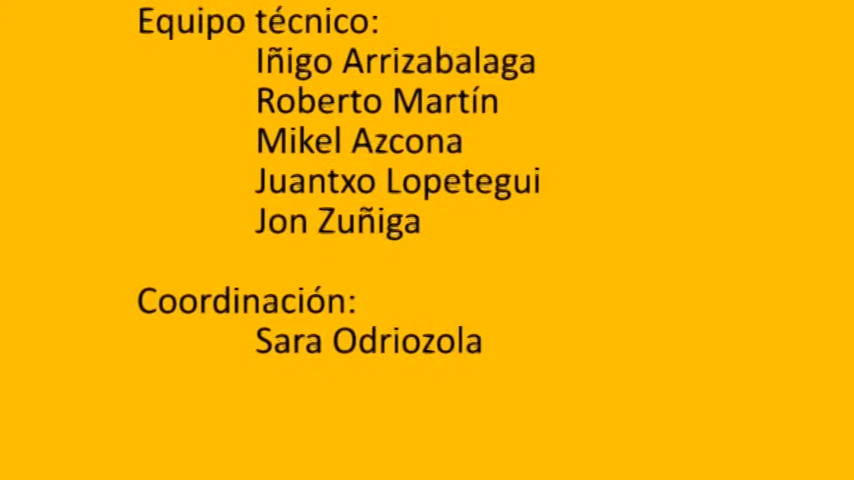 Equipo técnico:
Iñigo Arrizabalaga
Roberto Martín
Mikel Azcona
Juantxo Lopetegui
Jon Zuñiga
Coordinación:
Sara Odriozola